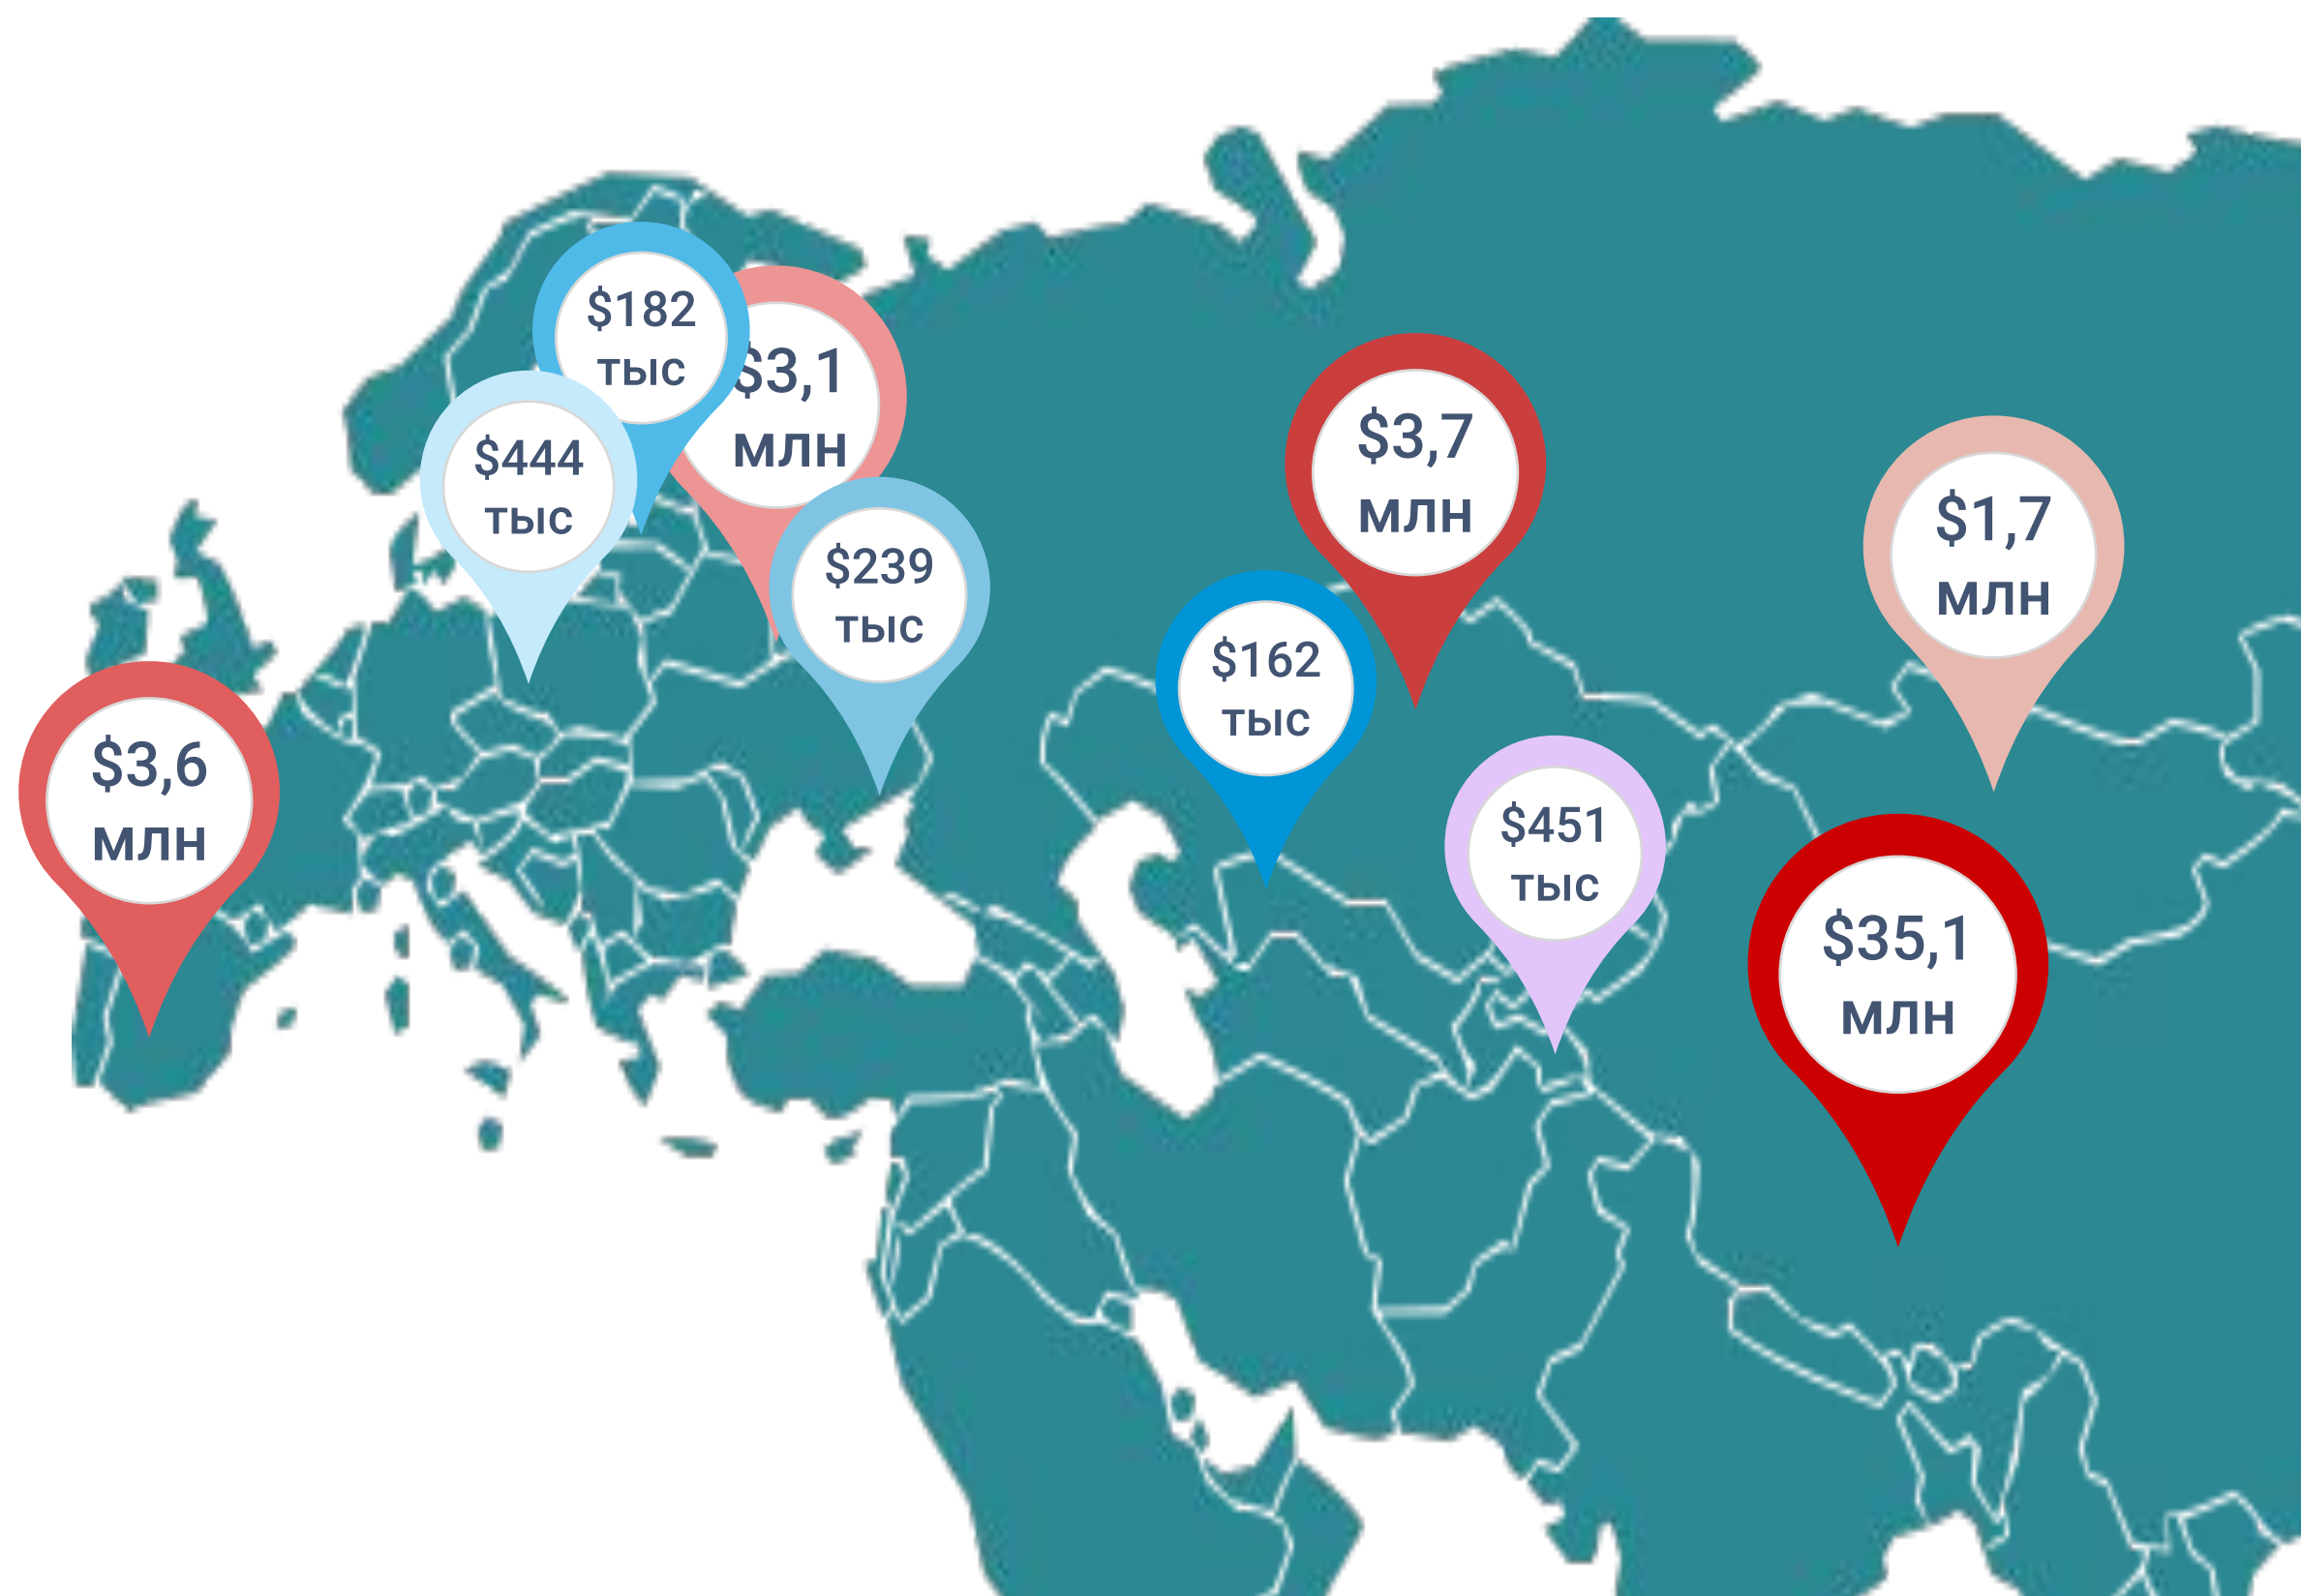 $182
тыс
$3,1
млн
$444
тыс
$3,7
млн
$1,7
млн
$239
тыс
$162
тыс
$3,6
млн
$451
тыс
$35,1
млн